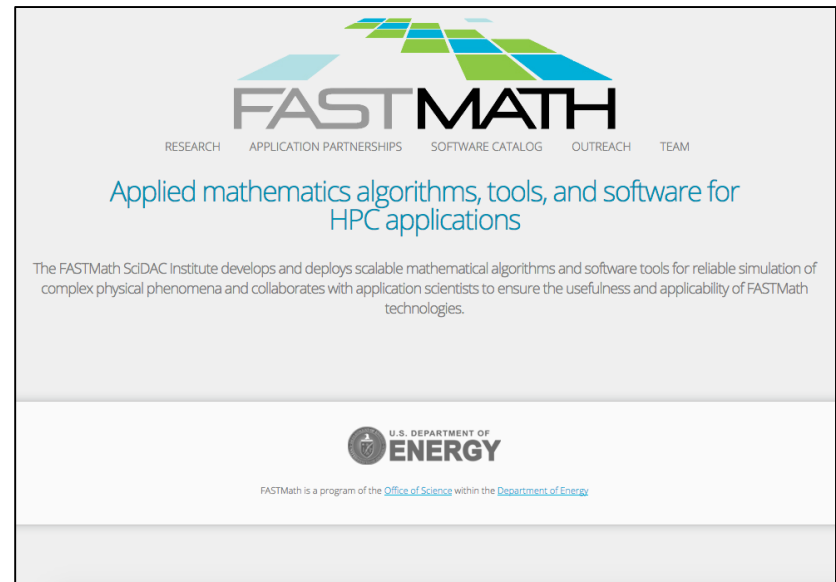 FASTMATH
RESEARCH APPLICATION PARTNERSHIPS SOFTWARE CATALOG OUTREACH TEAM
Applied mathematics algorithms, tools, and software for
HPC applications
The FASTMath SciDAC Institute develops and deploys scalable mathematical algorithms and software tools for reliable simulation of
complex physical phenomena and collaborates with application scientists to ensure the usefulness and applicability of FASTMath
technologies.
U.S. DEPARTMENT OF
ENERGY
FASTMath is a program of the Office of Science within the Department of Energy